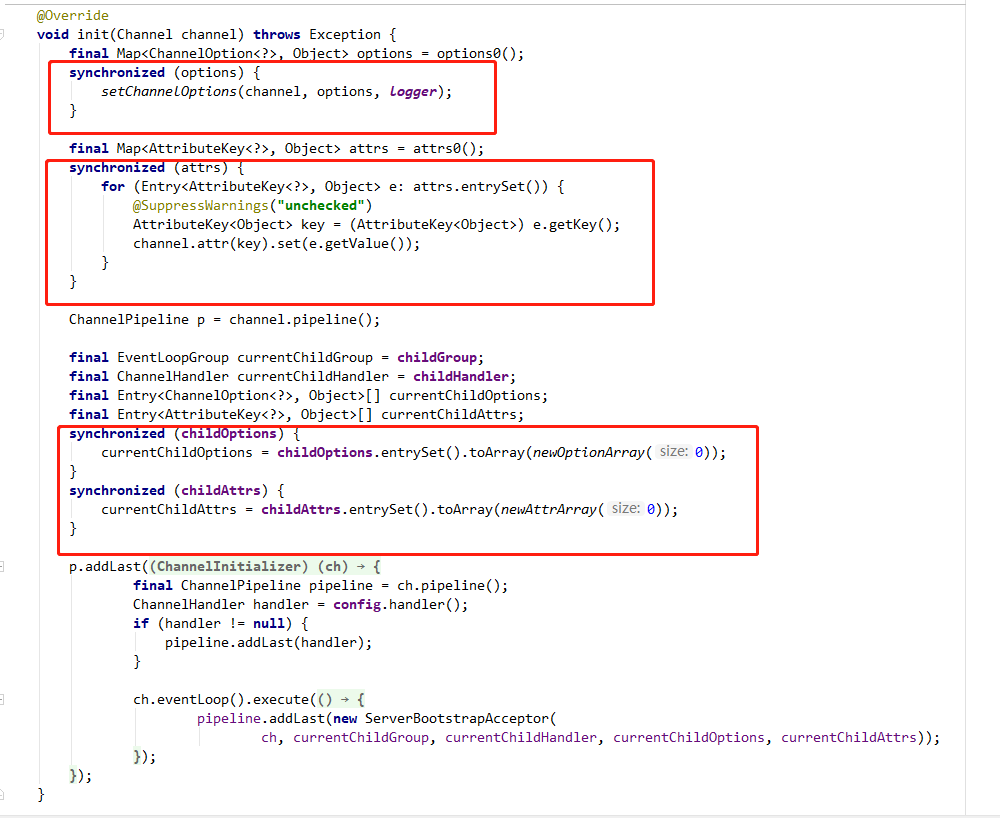 @Override
void init(Channel channel) throws Exception {
final Map<ChannelOption<?>, Object> options = options0();
synchronized (options) {
setChannelOptions(channel, options, logger);
}
final Map<AttributeKey<?>, Object> attrs = attrs0();
synchronized (attrs) {
for (Entry<AttributeKey<?>, Object> e: attrs.entrySet()) {
@SuppressWarnings("unchecked")
AttributeKey<Object> key = (AttributeKey<Object>) e.getKey();
channel.attr(key).set(e.getValue());
}
}
ChannelPipeline p = channel.pipeline();
final EventLoopGroup currentChildGroup = childGroup;
final ChannelHandler currentChildHandler = childHandler;
final Entry<ChannelOption<?>, Object>[] currentChildOptions;
final Entry<AttributeKey<?>, Object>[] currentChildAttrs;
synchronized (childOptions) {
currentChildOptions = childOptions.entrySet().toArray(newOptionArray( size: 0));
}
synchronized (childAttrs) {
currentChildAttrs = childAttrs.entrySet().toArray(newAttrArray( size: 0));
}
p.addLast((ChannelInitializer) (ch) → {
final ChannelPipeline pipeline = ch.pipeline();
ChannelHandler handler = config.handler();
if (handler != null) {
pipeline.addLast(handler);
}
ch.eventLoop().execute(() → {
pipeline.addLast(new ServerBootstrapAcceptor(
ch, currentChildGroup, currentChildHandler, currentChildOptions, currentChildAttrs));
});
});
}